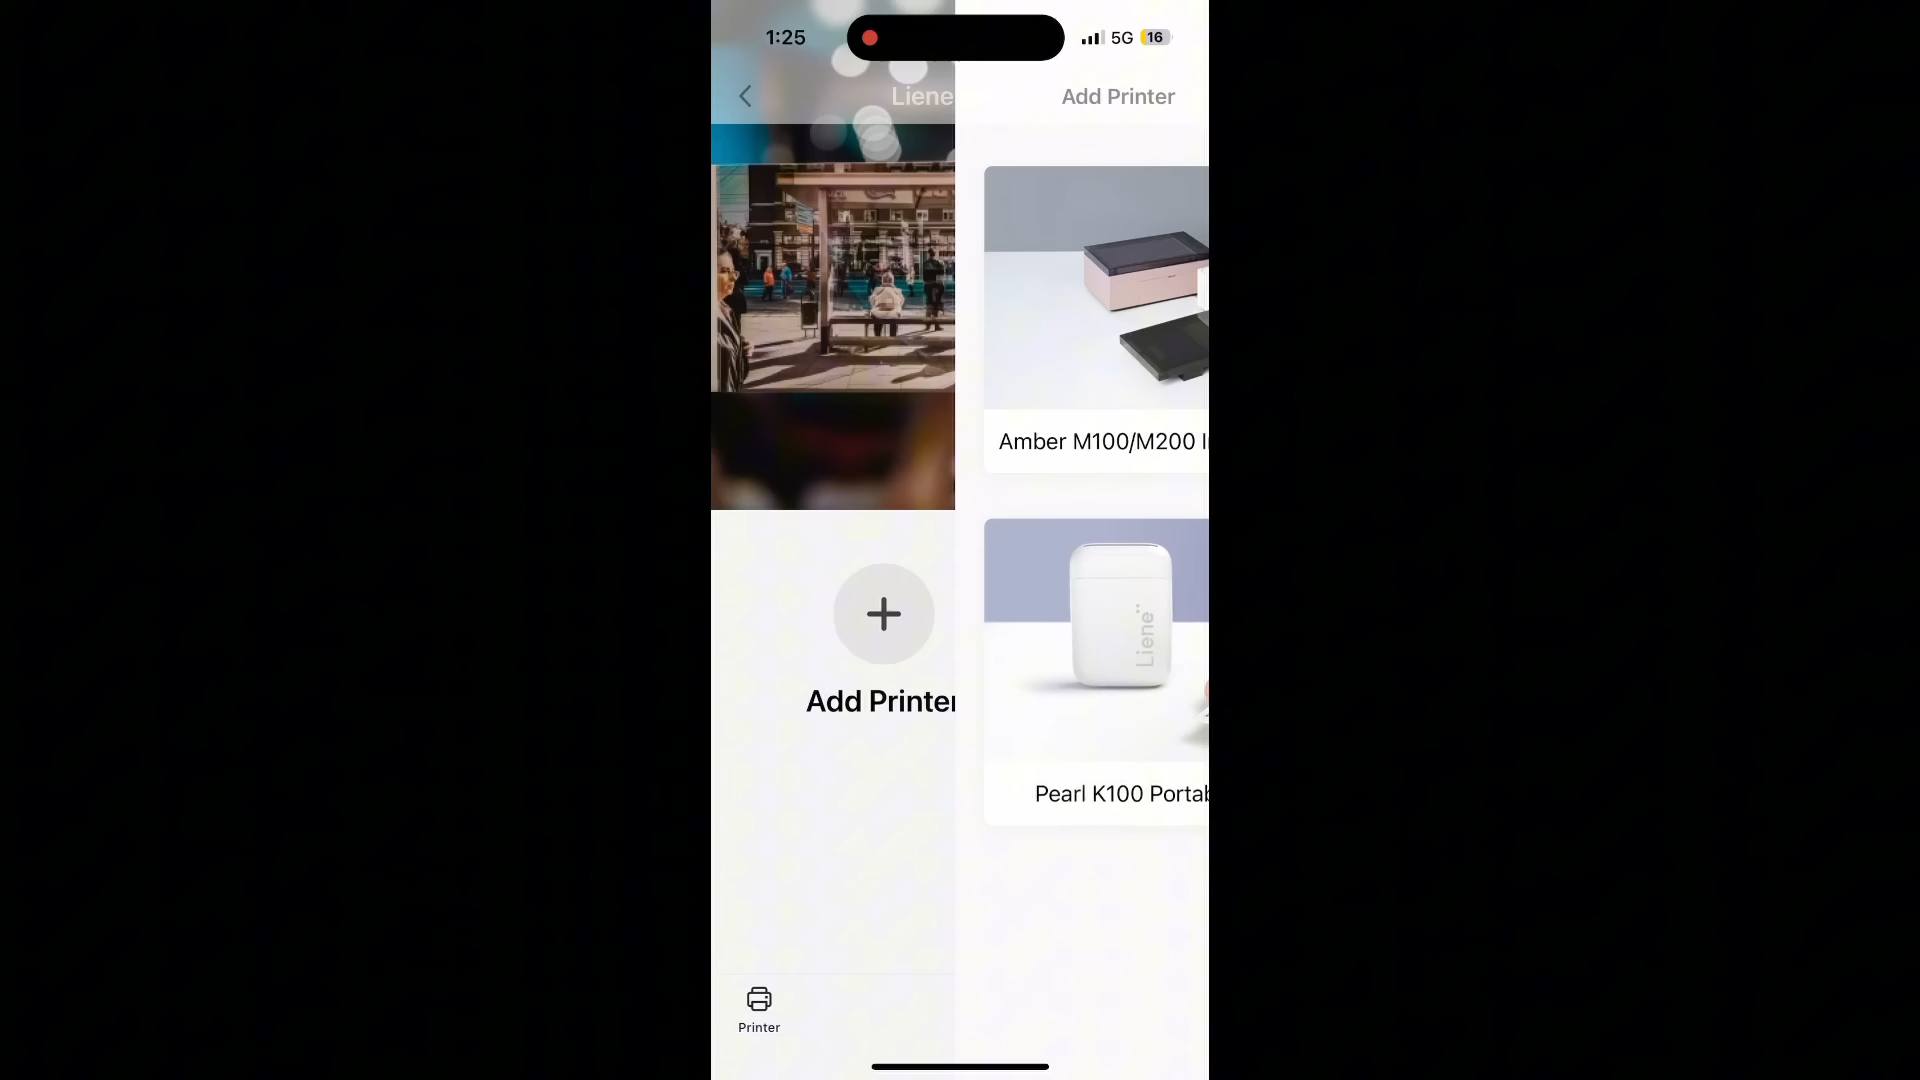 1:25
5G 16
Liene
Add Printer
Amber M100/M200 I
Liene
Add Printer
Pearl K100 Portab
Printer